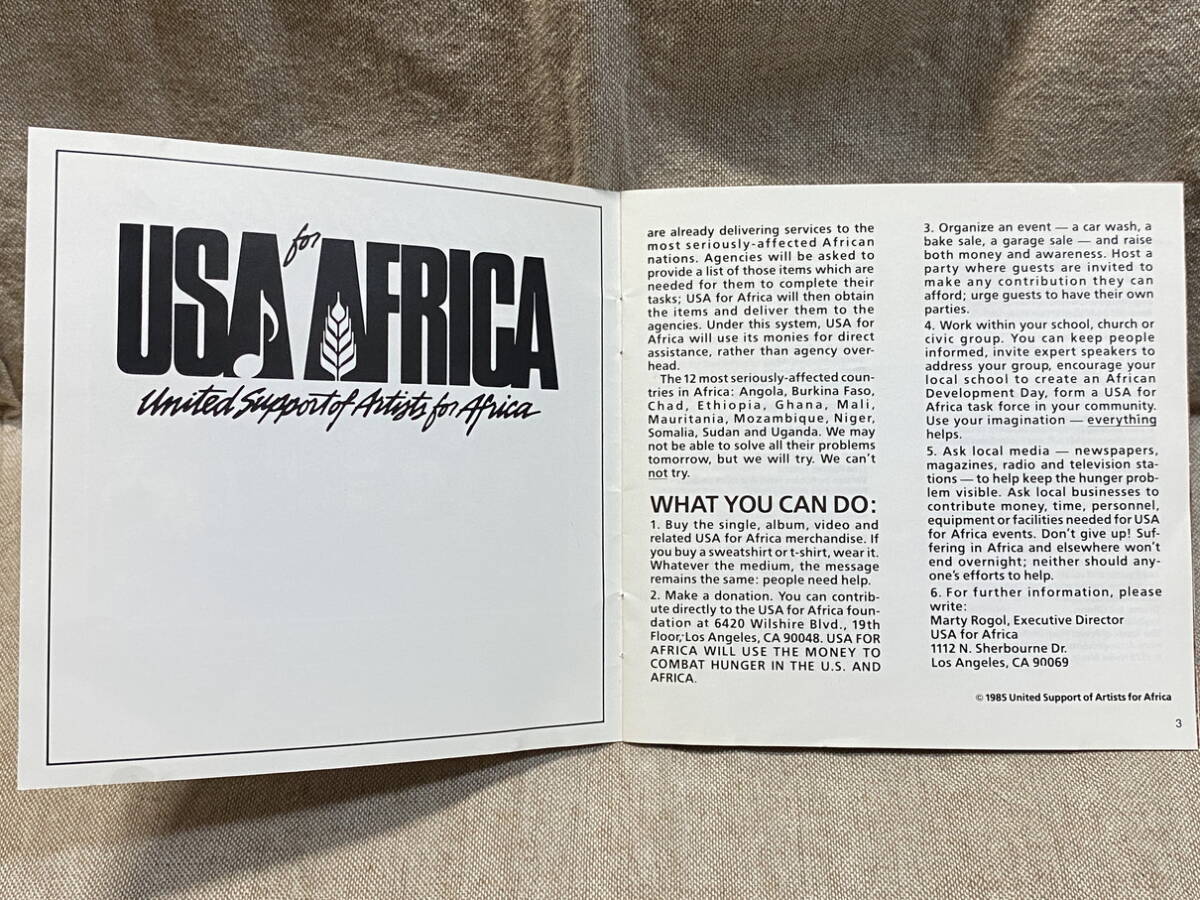 USA for AFRICA
United Support of Artists for Africa
are already delivering services to the
most seriously-affected African
nations. Agencies will be asked to
provide a list of those items which are
needed for them to complete their
tasks; USA for Africa will then obtain
the items and deliver them to the
agencies. Under this system, USA for
Africa will use its monies for direct
assistance, rather than agency over-
head.
The 12 most seriously-affected coun-
tries in Africa: Angola, Burkina Faso,
Chad, Ethiopia, Ghana, Mali,
Mauritania, Mozambique, Niger,
Somalia, Sudan and Uganda. We may
not be able to solve all their problems
tomorrow, but we will try. We can't
not try.
WHAT YOU CAN DO:
1. Buy the single, album, video and
related USA for Africa merchandise. If
you buy a sweatshirt or t-shirt, wear it.
Whatever the medium, the message
remains the same: people need help.
2. Make a donation. You can contrib-
ute directly to the USA for Africa foun-
dation at 6420 Wilshire Blvd., 19th
Floor, Los Angeles, CA 90048. USA FOR
AFRICA WILL USE THE MONEY TO
COMBAT HUNGER IN THE U.S. AND
AFRICA.
3. Organize an event — a car wash, a
bake sale, a garage sale — and raise
both money and awareness. Host a
party where guests are invited to
make any contribution they can
afford; urge guests to have their own
parties.
4. Work within your school, church or
civic group. You can keep people
informed, invite expert speakers to
address your group, encourage your
local school to create an African
Development Day, form a USA for
Africa task force in your community.
Use your imagination — everything
helps.
5. Ask local media — newspapers,
magazines, radio and television sta-
tions — to help keep the hunger prob-
lem visible. Ask local businesses to
contribute money, time, personnel,
equipment or facilities needed for USA
for Africa events. Don't give up! Suf-
fering in Africa and elsewhere won't
end overnight; neither should any-
one's efforts to help.
6. For further information, please
write:
Marty Rogol, Executive Director
USA for Africa
1112 N. Sherbourne Dr.
Los Angeles, CA 90069
© 1985 United Support of Artists for Africa
3